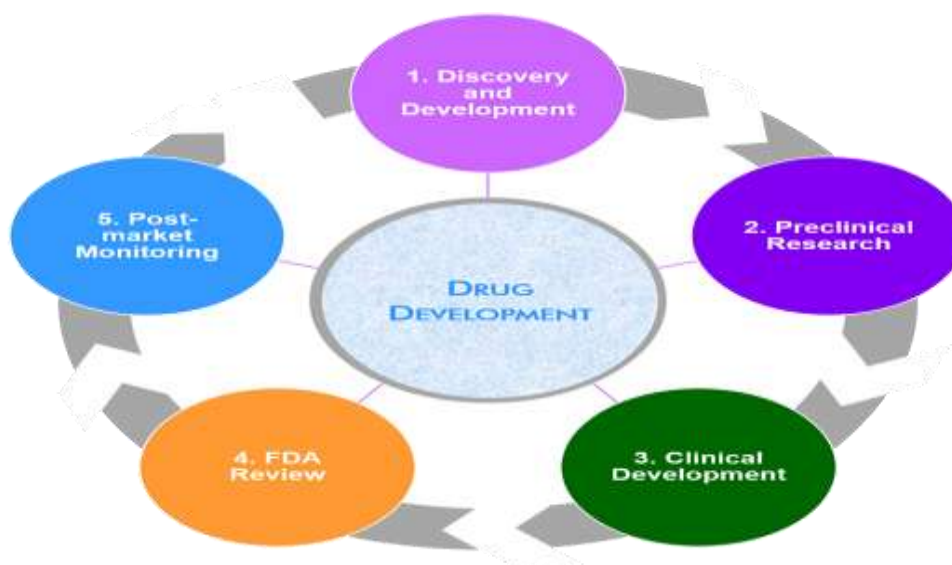 1. Discovery
and
Development
2. Preclinical
Research
3. Clinical
Development
4. FDA
Review
5. Post-
market
Monitoring
DRUG
DEVELOPMENT